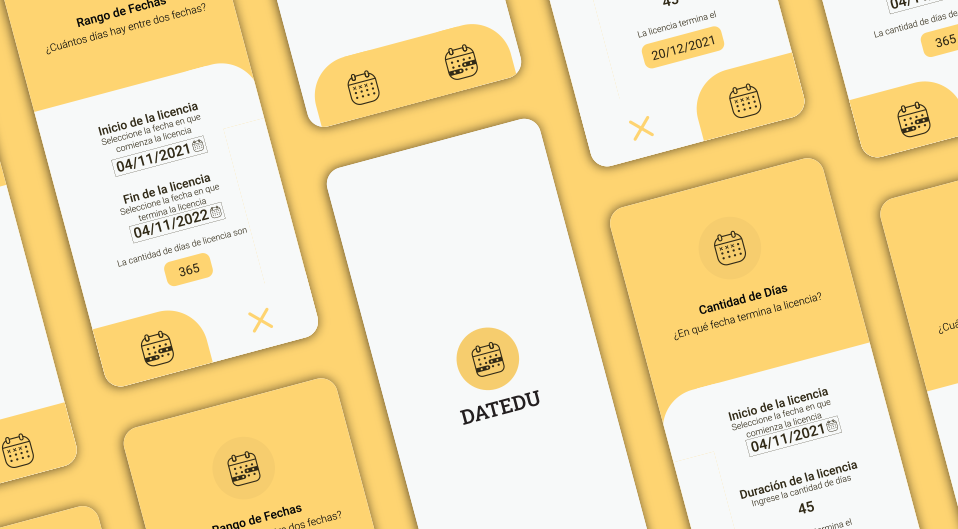 Rango de Fechas
¿Cuántos días hay entre dos fechas?
Inicio de la licencia
Seleccione la fecha en que
comienza la licencia
04/11/2021
Fin de la licencia
Seleccione la fecha en que
termina la licencia
04/11/2022
La cantidad de días de licencia son
365
Rango de Fechas
dos fechas?
DATEDU
45
La licencia termina el
20/12/2021
Cantidad de Días
¿En qué fecha termina la licencia?
Inicio de la licencia
Seleccione la fecha en que
comienza la licencia
04/11/2021
Duración de la licencia
Ingrese la cantidad de días
45
termina el
La cantidad de días de
365